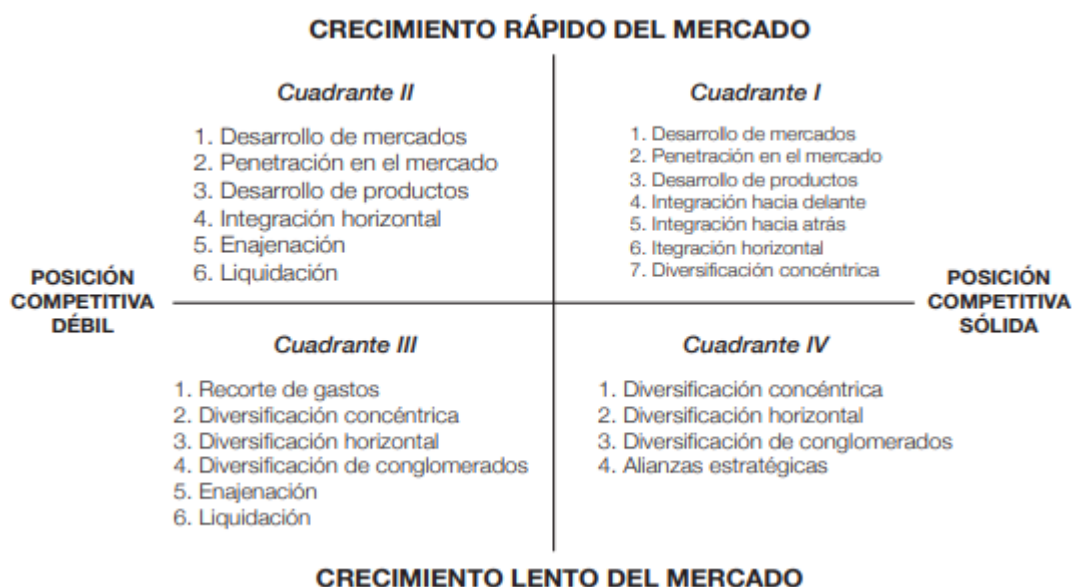 CRECIMIENTO RÁPIDO DEL MERCADO
Cuadrante II
1. Desarrollo de mercados
2. Penetración en el mercado
3. Desarrollo de productos
4. Integración horizontal
5. Enajenación
6. Liquidación
Cuadrante I
1. Desarrollo de mercados
2. Penetración en el mercado
3. Desarrollo de productos
4. Integración hacia delante
5. Integración hacia atrás
6. Itegración horizontal
7. Diversificación concéntrica
POSICIÓN
COMPETITIVA
DÉBIL
POSICIÓN
COMPETITIVA
SÓLIDA
Cuadrante III
1. Recorte de gastos
2. Diversificación concéntrica
3. Diversificación horizontal
4. Diversificación de conglomerados
5. Enajenación
6. Liquidación
Cuadrante IV
1. Diversificación concéntrica
2. Diversificación horizontal
3. Diversificación de conglomerados
4. Alianzas estratégicas
CRECIMIENTO LENTO DEL MERCADO